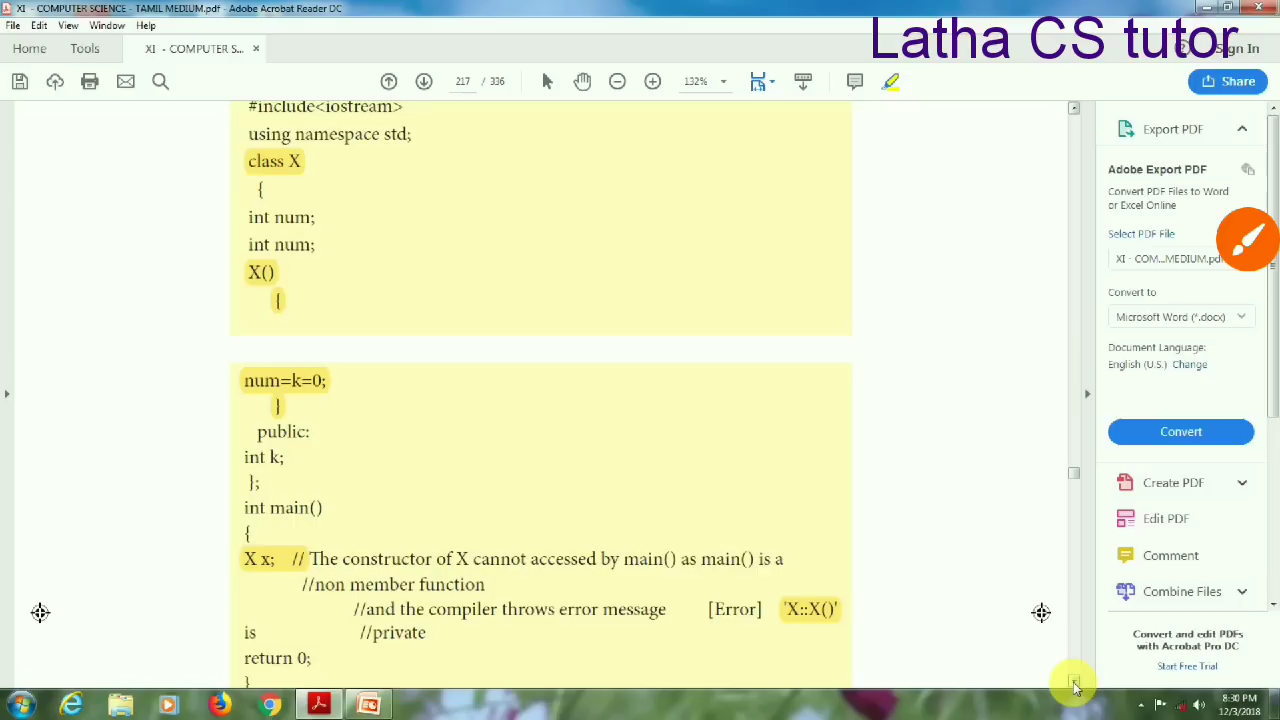 XI - COMPUTER SCIENCE - TAMIL MEDIUM.pdf - Adobe Acrobat Reader DC
Latha CS tutor
File Edit View Window Help
Home Tools XI - COMPUTER S... × Sign In
217 / 336 132% Share
#include<iostream>
using namespace std;
class X
{
int num;
int num;
X()
{
num=k=0;
}
public:
int k;
};
int main()
{
X x; // The constructor of X cannot accessed by main() as main() is a
//non member function
//and the compiler throws error message [Error] 'X::X()'
is //private
return 0;
}
Export PDF
Adobe Export PDF
Convert PDF Files to Word
or Excel Online
Select PDF File
XI - COM...MEDIUM.pdf
Convert to
Microsoft Word (*.docx)
Document Language:
English (U.S.) Change
Convert
Create PDF
Edit PDF
Comment
Combine Files
Convert and edit PDFs
with Acrobat Pro DC
Start Free Trial
8:30 PM
12/3/2018